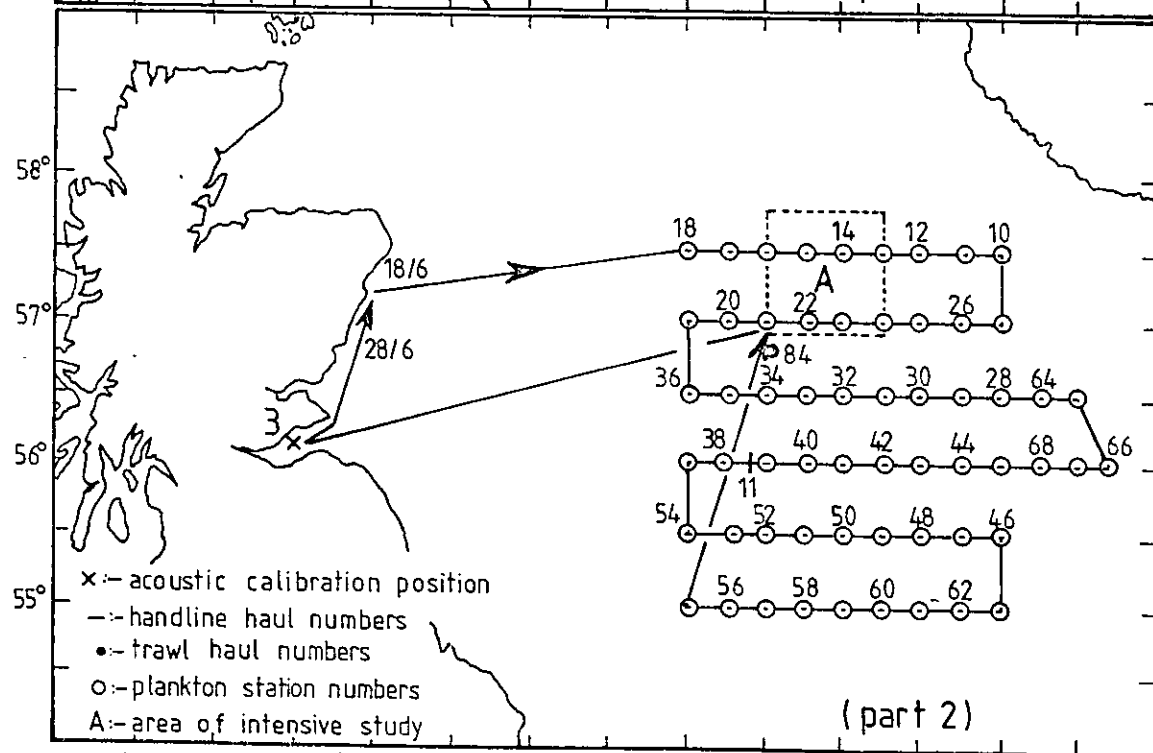 58°
18 14 12 10
18/6
A
57°
20 22 26
28/6
84
36 34 32 30 28 64
3
56°
38 40 42 44 68 66
11
54 52 50 48 46
55°
56 58 60 62
×:- acoustic calibration position
–:- handline haul numbers
•:- trawl haul numbers
O:- plankton station numbers
A:- area of intensive study
(part 2)